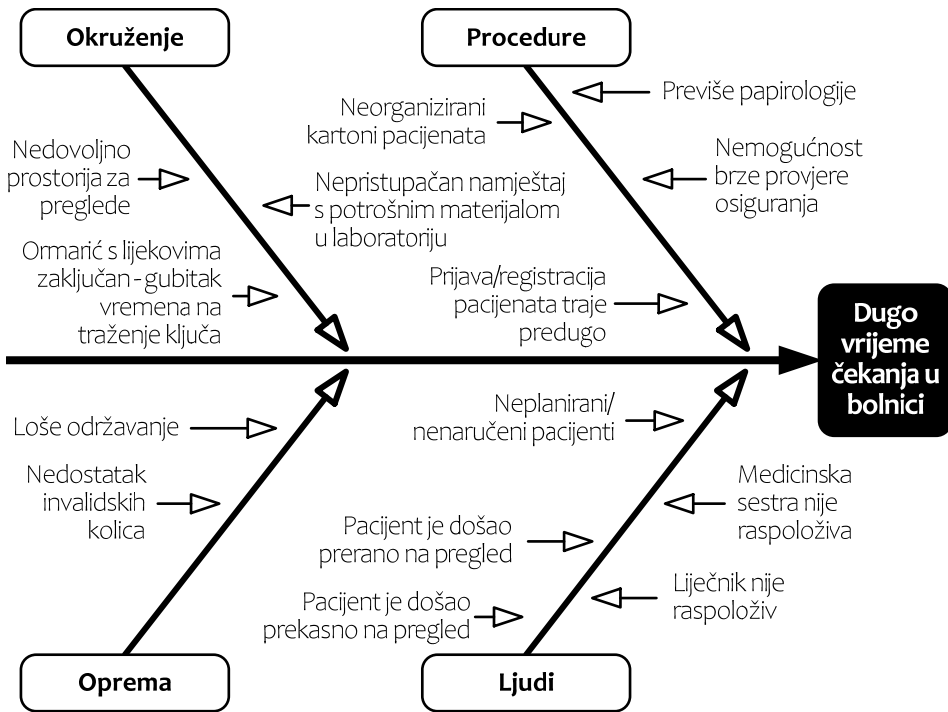 Okruženje
Procedure
Previše papirologije
Neorganizirani
kartoni pacijenata
Nedovoljno
prostorija za
preglede
Nemogućnost
brze provjere
osiguranja
Nepristupačan namještaj
s potrošnim materijalom
u laboratoriju
Ormarić s lijekovima
zaključan - gubitak
vremena na
traženje ključa
Prijava/registracija
pacijenata traje
predugo
Dugo
vrijeme
čekanja u
bolnici
Loše održavanje
Neplanirani/
nenaručeni pacijenti
Nedostatak
invalidskih
kolica
Medicinska
sestra nije
raspoloživa
Pacijent je došao
prerano na pregled
Liječnik nije
raspoloživ
Pacijent je došao
prekasno na pregled
Oprema
Ljudi